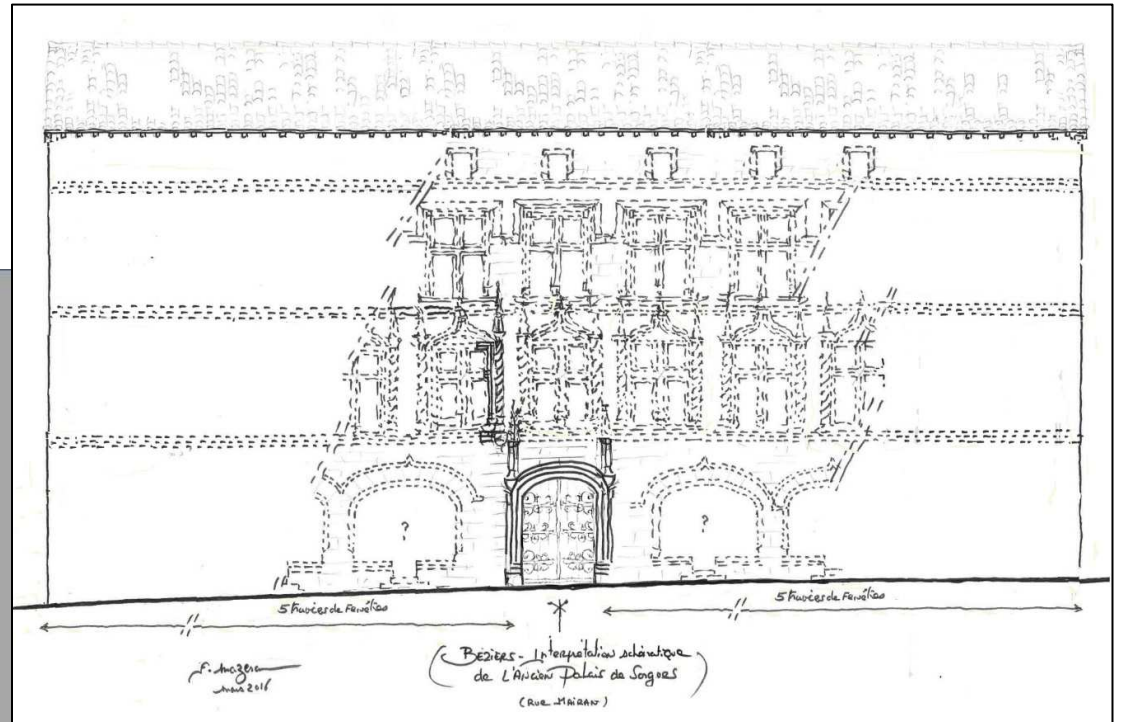 ?
?
5 travées de Fenêtres
5 travées de Fenêtres
//
//
F. Mazeran
mars 2016
(Béziers - Interprétation schématique
de L'Ancien Palais de Sorgues)
(Rue Mairan)